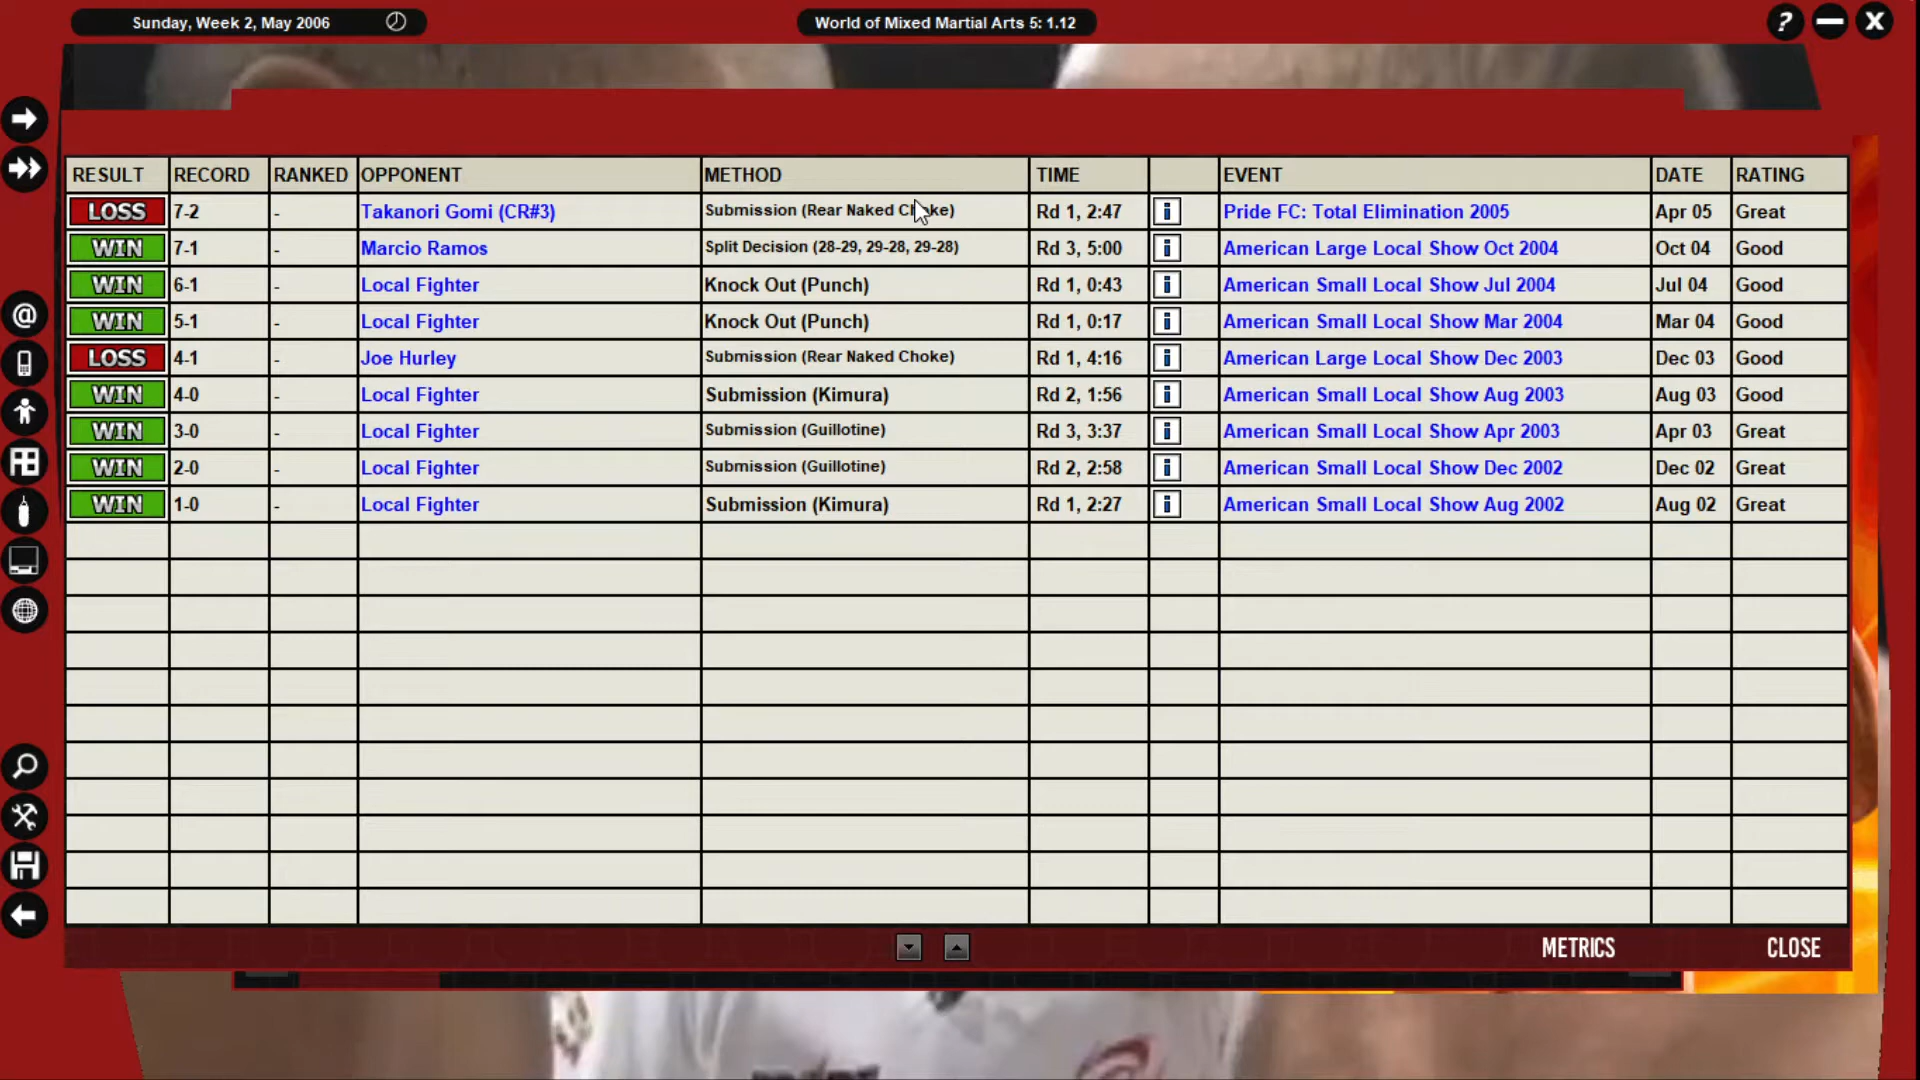 Sunday, Week 2, May 2006 World of Mixed Martial Arts 5: 1.12 ? X
RESULT RECORD RANKED OPPONENT METHOD TIME EVENT DATE RATING
LOSS 7-2 - Takanori Gomi (CR#3) Submission (Rear Naked Choke) Rd 1, 2:47 i Pride FC: Total Elimination 2005 Apr 05 Great
WIN 7-1 - Marcio Ramos Split Decision (28-29, 29-28, 29-28) Rd 3, 5:00 i American Large Local Show Oct 2004 Oct 04 Good
WIN 6-1 - Local Fighter Knock Out (Punch) Rd 1, 0:43 i American Small Local Show Jul 2004 Jul 04 Good
WIN 5-1 - Local Fighter Knock Out (Punch) Rd 1, 0:17 i American Small Local Show Mar 2004 Mar 04 Good
LOSS 4-1 - Joe Hurley Submission (Rear Naked Choke) Rd 1, 4:16 i American Large Local Show Dec 2003 Dec 03 Good
WIN 4-0 - Local Fighter Submission (Kimura) Rd 2, 1:56 i American Small Local Show Aug 2003 Aug 03 Good
WIN 3-0 - Local Fighter Submission (Guillotine) Rd 3, 3:37 i American Small Local Show Apr 2003 Apr 03 Great
WIN 2-0 - Local Fighter Submission (Guillotine) Rd 2, 2:58 i American Small Local Show Dec 2002 Dec 02 Great
WIN 1-0 - Local Fighter Submission (Kimura) Rd 1, 2:27 i American Small Local Show Aug 2002 Aug 02 Great
METRICS CLOSE